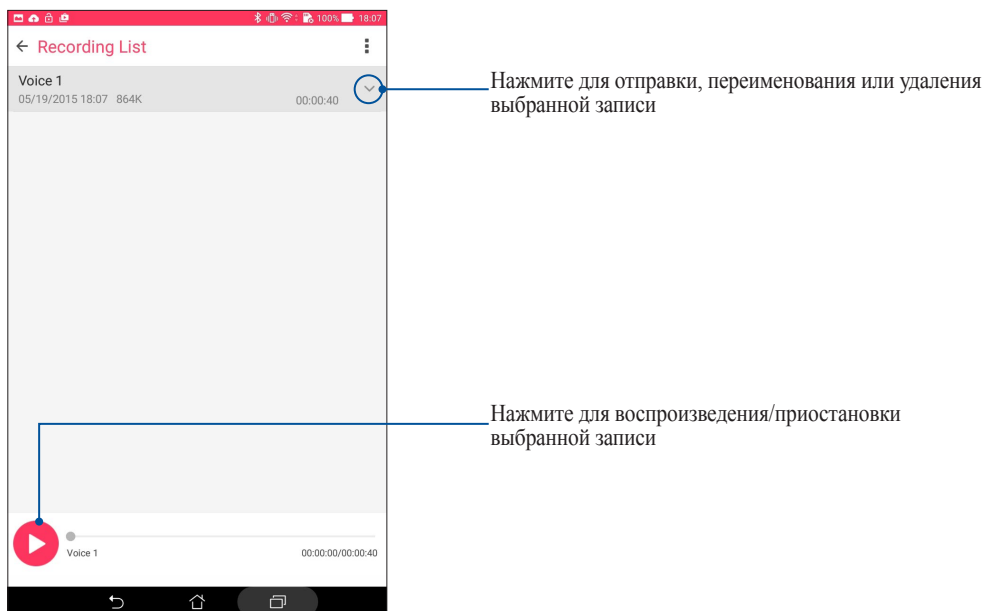 100% 18:07
Recording List
Voice 1
05/19/2015 18:07 864K 00:00:40
Нажмите для отправки, переименования или удаления
выбранной записи
Нажмите для воспроизведения/приостановки
выбранной записи
Voice 1 00:00:00/00:00:40